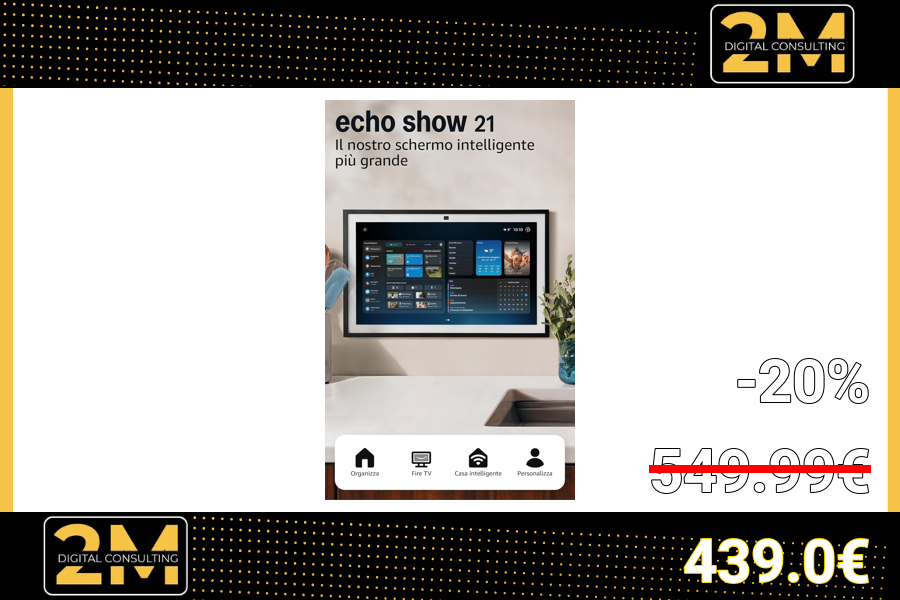 2M
DIGITAL CONSULTING
echo show 21
Il nostro schermo intelligente
più grande
Organizza
Fire TV
Casa intelligente
Personalizza
-20%
549.99€
2M
DIGITAL CONSULTING
439.0€